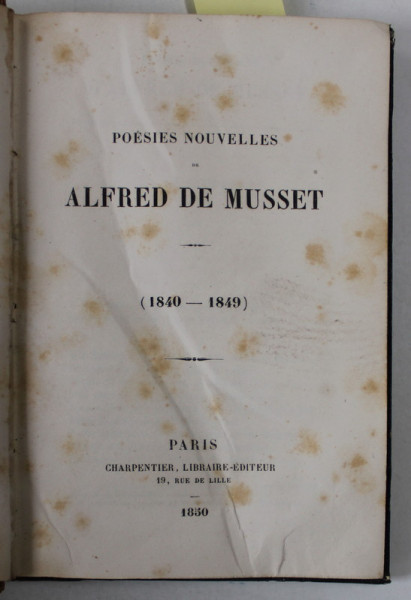 POÉSIES NOUVELLES
DE
ALFRED DE MUSSET
(1840 — 1849)
PARIS
CHARPENTIER, LIBRAIRE-ÉDITEUR
19, RUE DE LILLE
1850